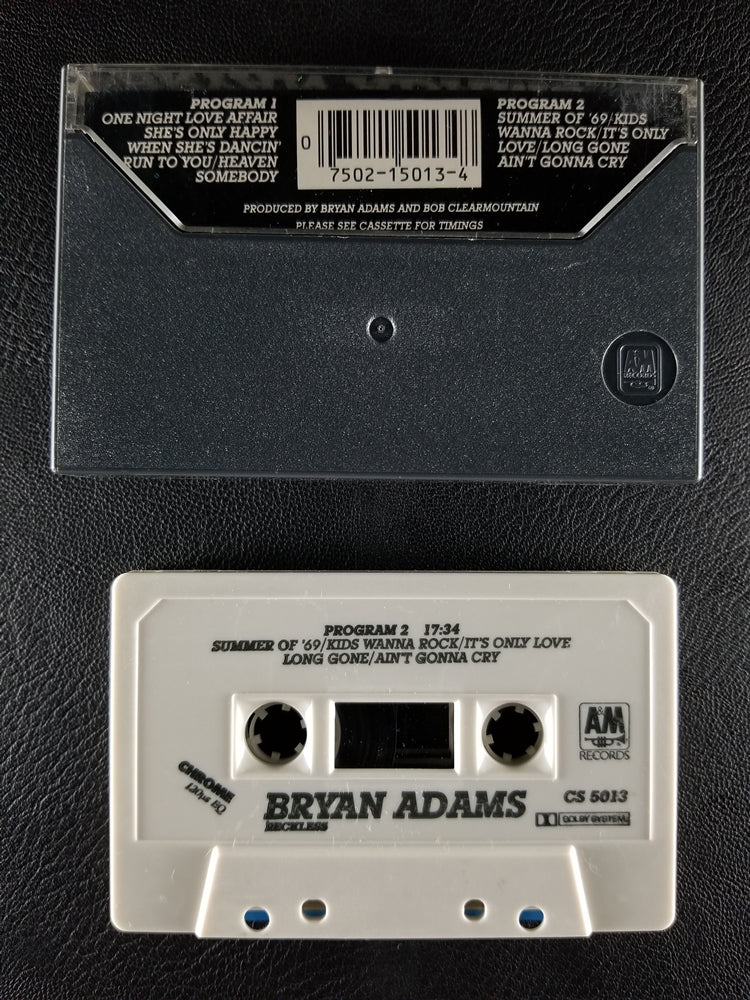 PROGRAM 1
ONE NIGHT LOVE AFFAIR
SHE'S ONLY HAPPY
WHEN SHE'S DANCIN'
RUN TO YOU/HEAVEN
SOMEBODY
0 7502-15013-4
PROGRAM 2
SUMMER OF '69/KIDS
WANNA ROCK/IT'S ONLY
LOVE/LONG GONE
AIN'T GONNA CRY
PRODUCED BY BRYAN ADAMS AND BOB CLEARMOUNTAIN
PLEASE SEE CASSETTE FOR TIMINGS
A&M
RECORDS
PROGRAM 2 17:34
SUMMER OF '69/KIDS WANNA ROCK/IT'S ONLY LOVE
LONG GONE/AIN'T GONNA CRY
A&M
RECORDS
CHROME
120µs EQ
BRYAN ADAMS
RECKLESS
CS 5013
DOLBY SYSTEM